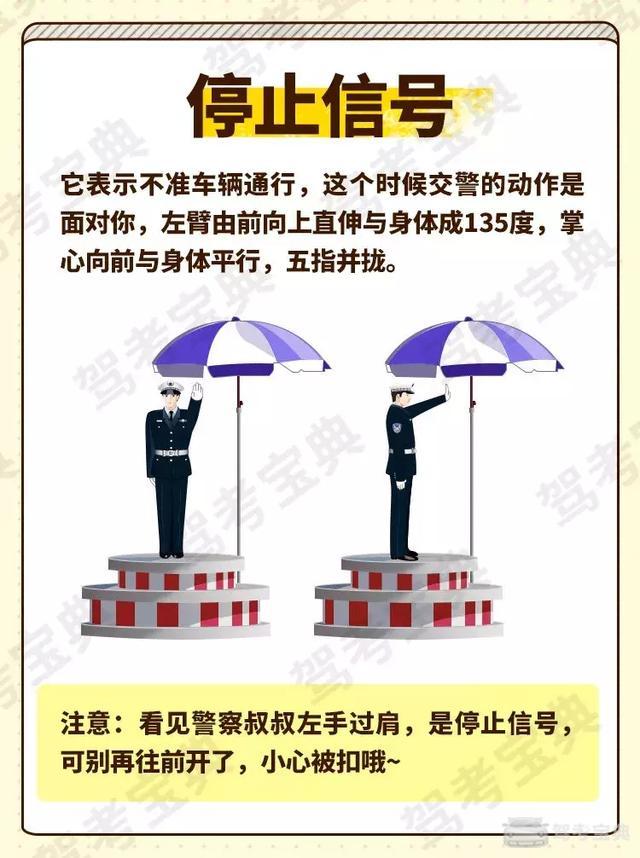 停止信号
它表示不准车辆通行，这个时候交警的动作是
面对你，左臂由前向上直伸与身体成135度，掌
心向前与身体平行，五指并拢。
注意：看见警察叔叔左手过肩，是停止信号，
可别再往前开了，小心被扣哦~
驾考宝典